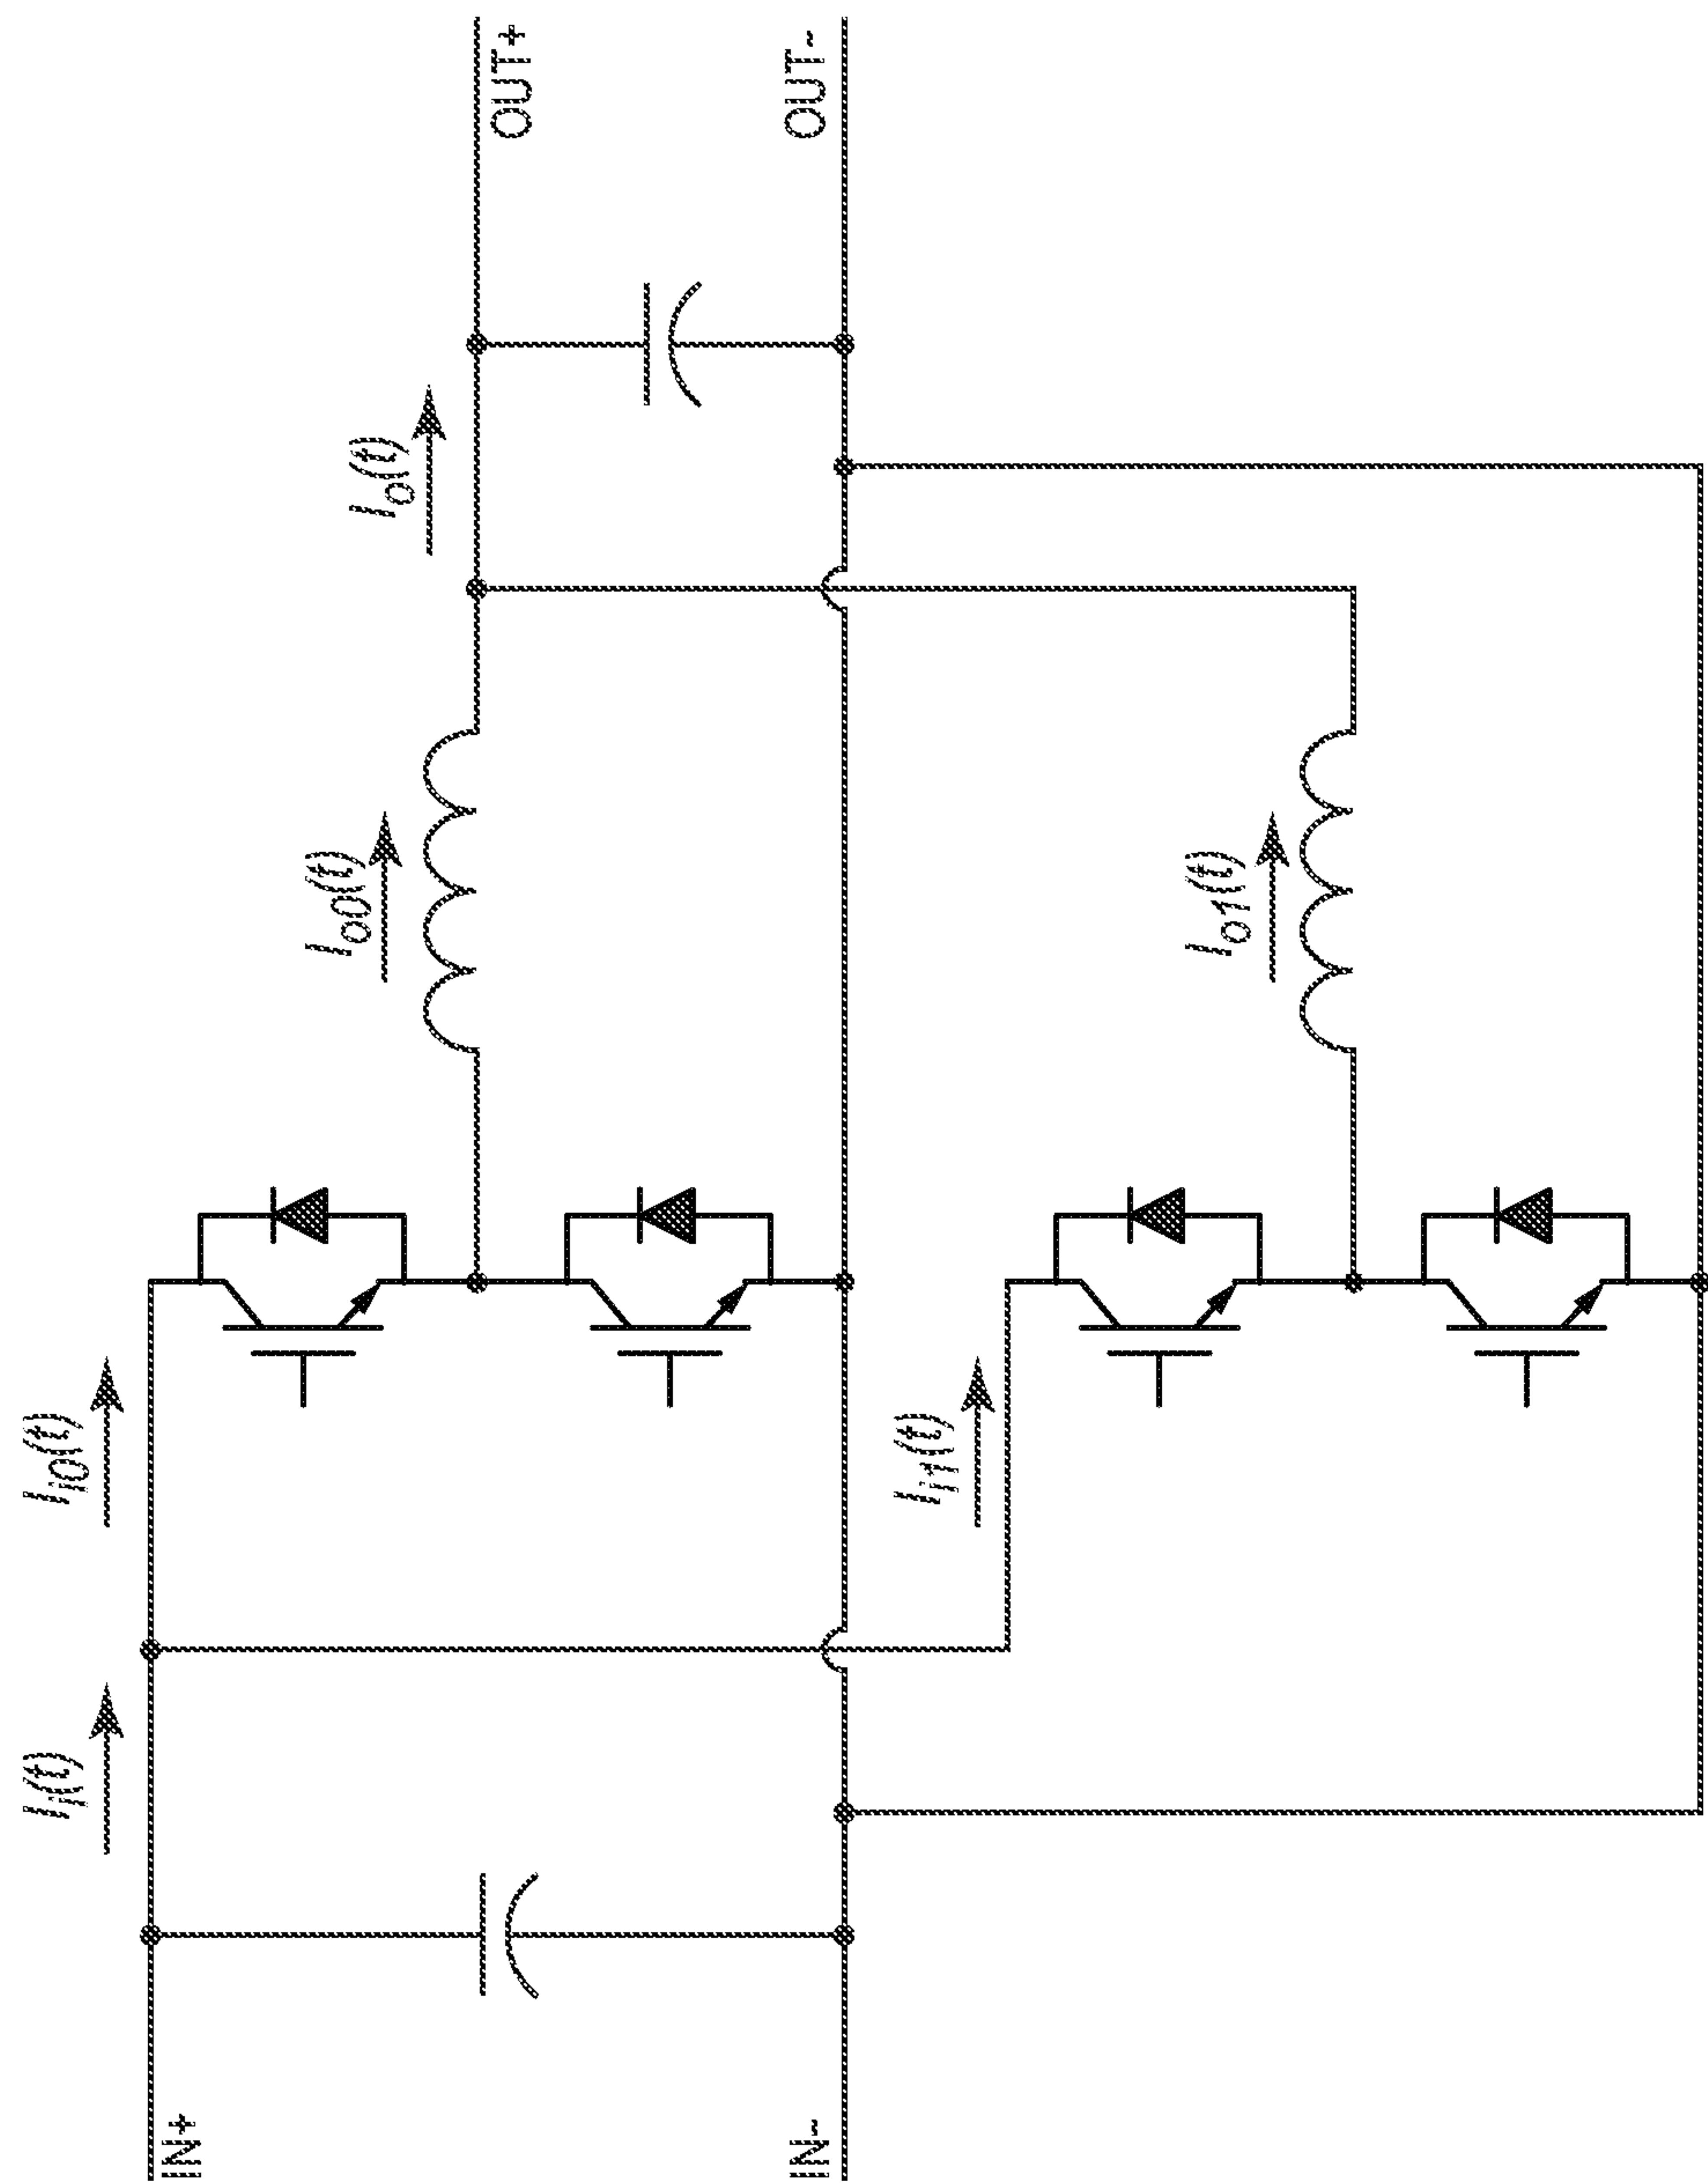 I_i(t)
I_i0(t)
I_o0(t)
I_o(t)
IN+
OUT+
IN-
OUT-
I_i1(t)
I_o1(t)